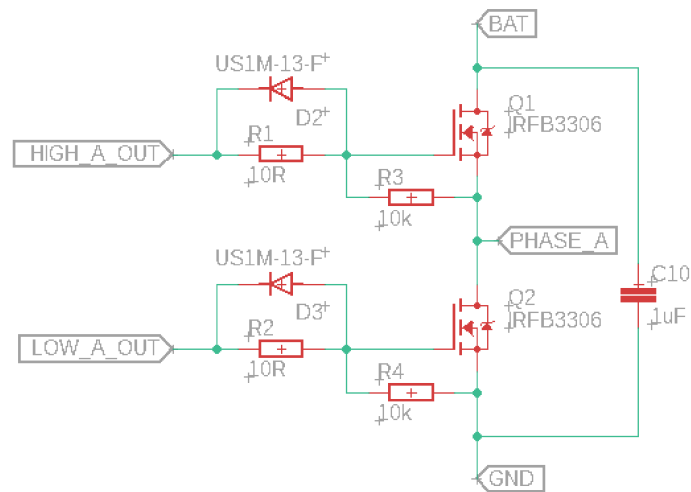 BAT
US1M-13-F
D2
Q1
IRFB3306
R1
HIGH_A_OUT
10R
R3
10k
PHASE_A
US1M-13-F
D3
C10
Q2
1uF
IRFB3306
R2
LOW_A_OUT
10R
R4
10k
GND